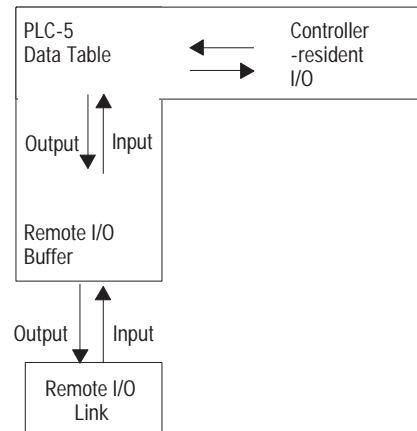 PLC-5
Data Table
Controller
-resident
I/O
Output
Input
Remote I/O
Buffer
Output
Input
Remote I/O
Link